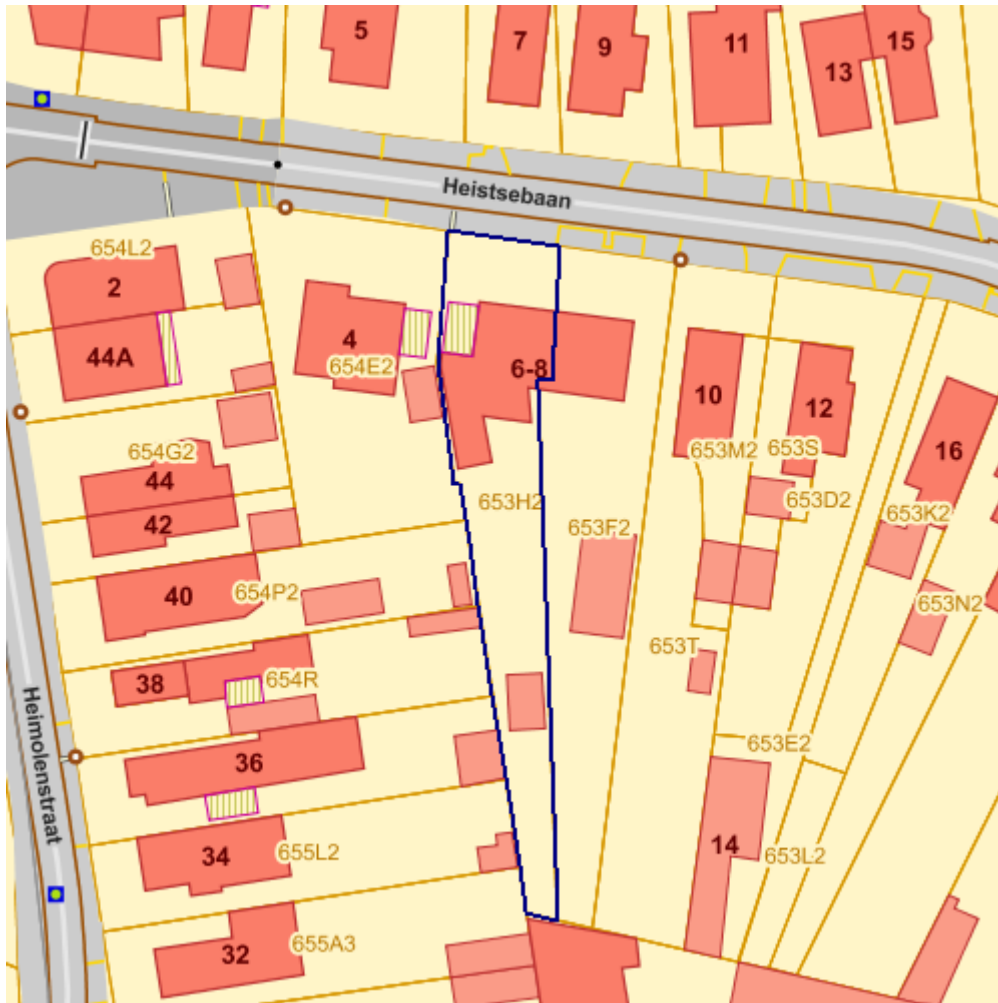 5
7
9
11
13
15
Heistsebaan
654L2
2
44A
4
654E2
6-8
10
12
653M2
653S
16
654G2
44
42
653H2
653D2
653F2
653K2
40
654P2
653N2
653T
38
654R
36
653E2
Heimolenstraat
34
655L2
14
653L2
32
655A3